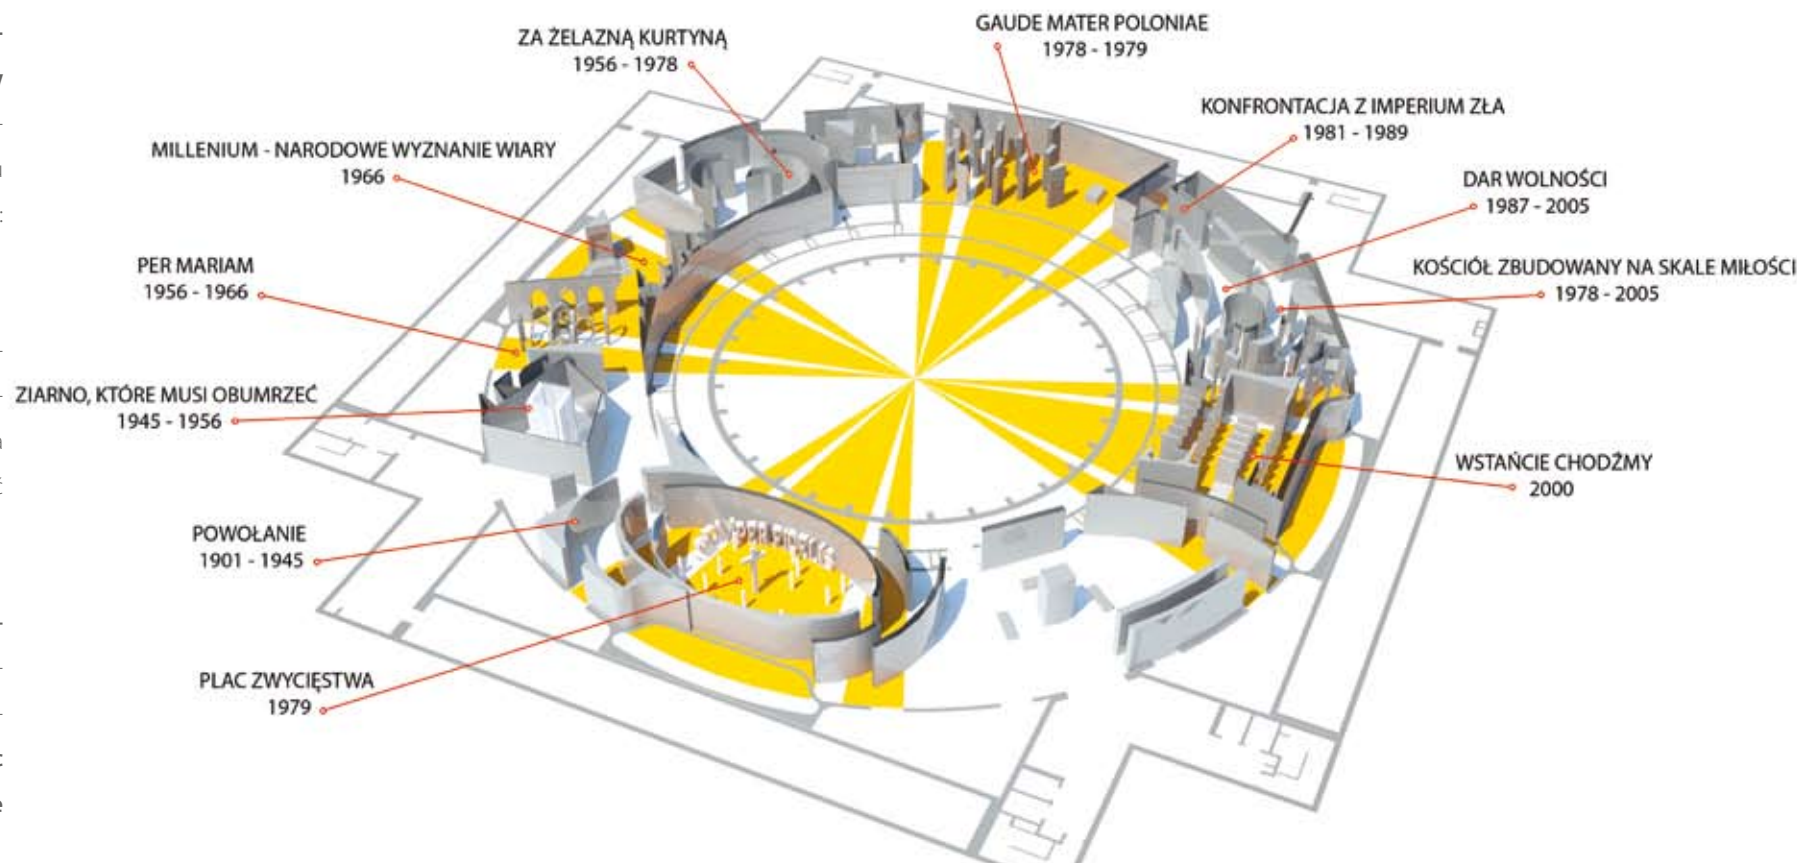 GAUDE MATER POLONIAE
1978 - 1979
ZA ŻELAZNĄ KURTYNĄ
1956 - 1978
KONFRONTACJA Z IMPERIUM ZŁA
1981 - 1989
MILLENIUM - NARODOWE WYZNANIE WIARY
1966
DAR WOLNOŚCI
1987 - 2005
PER MARIAM
1956 - 1966
KOŚCIÓŁ ZBUDOWANY NA SKALE MIŁOŚCI
1978 - 2005
ZIARNO, KTÓRE MUSI OBUMRZEĆ
1945 - 1956
WSTAŃCIE CHODŹMY
2000
POWOŁANIE
1901 - 1945
PLAC ZWYCIĘSTWA
1979